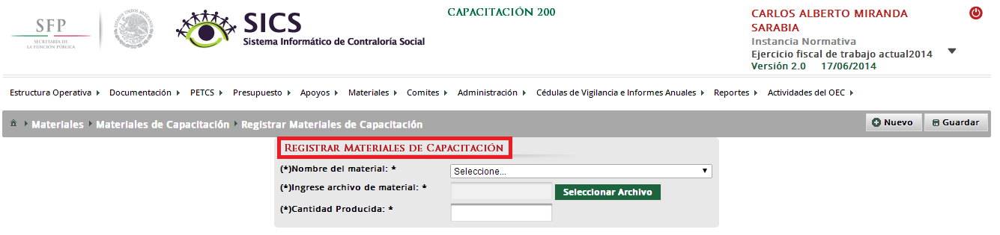 SFP
SECRETARÍA DE
LA FUNCIÓN PÚBLICA
ESTADOS UNIDOS MEXICANOS
SICS
Sistema Informático de Contraloría Social
CAPACITACIÓN 200
CARLOS ALBERTO MIRANDA
SARABIA
Instancia Normativa
Ejercicio fiscal de trabajo actual2014
Versión 2.0 17/06/2014
Estructura Operativa Documentación PETCS Presupuesto Apoyos Materiales Comites Administración Cédulas de Vigilancia e Informes Anuales Reportes Actividades del OEC
Materiales Materiales de Capacitación Registrar Materiales de Capacitación
Nuevo Guardar
REGISTRAR MATERIALES DE CAPACITACIÓN
(*)Nombre del material: * Seleccione...
(*)Ingrese archivo de material: * Seleccionar Archivo
(*)Cantidad Producida: *